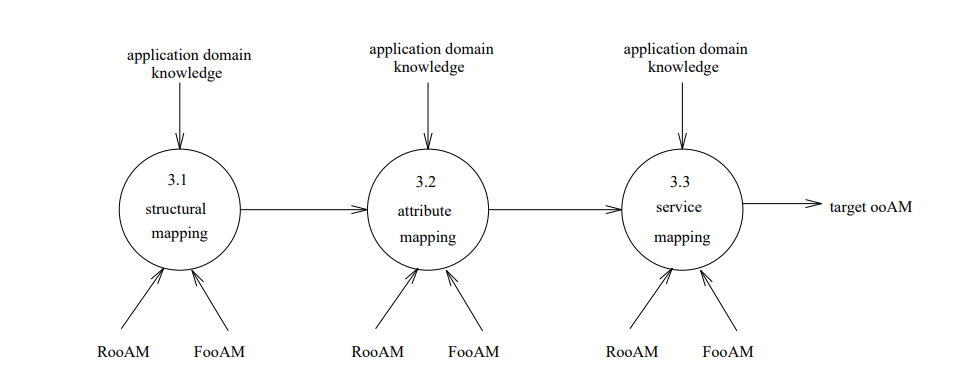 application domain
knowledge
application domain
knowledge
application domain
knowledge
3.1
structural
mapping
3.2
attribute
mapping
3.3
service
mapping
target ooAM
RooAM
FooAM
RooAM
FooAM
RooAM
FooAM